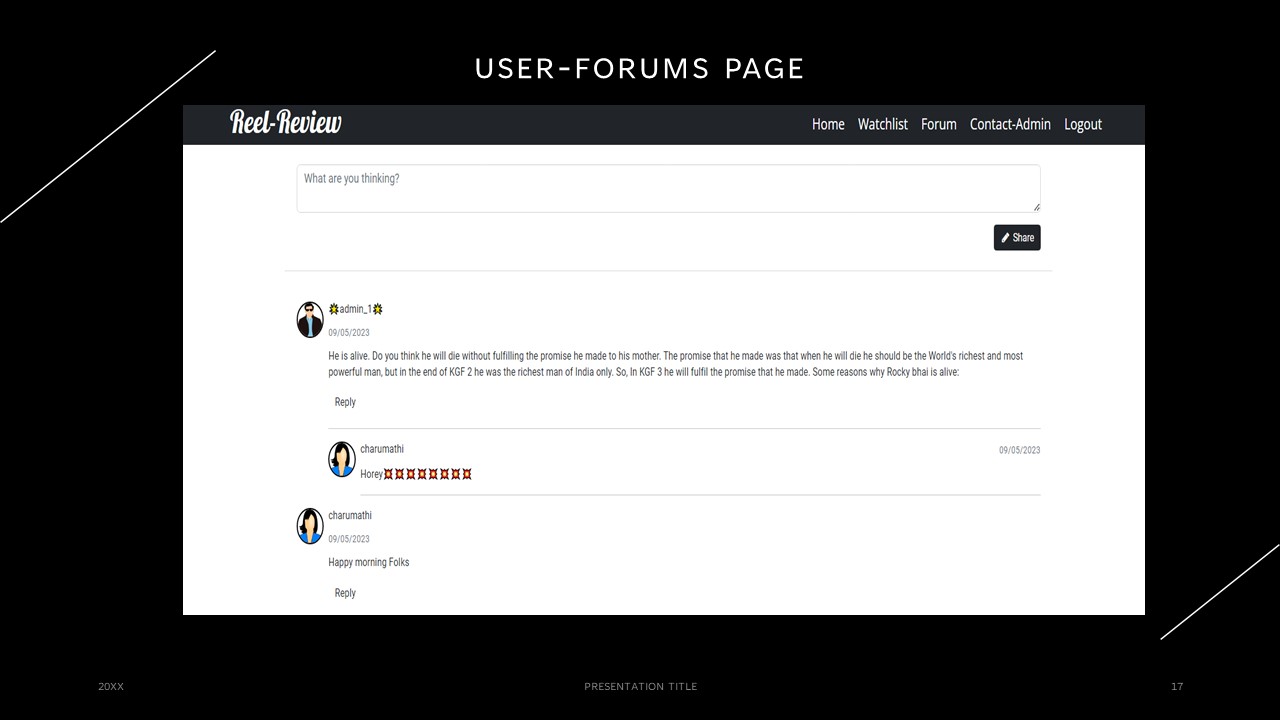 USER-FORUMS PAGE
Reel-Review
Home Watchlist Forum Contact-Admin Logout
What are you thinking?
Share
💥admin_1💥
09/05/2023
He is alive. Do you think he will die without fulfilling the promise he made to his mother. The promise that he made was that when he will die he should be the World's richest and most
powerful man, but in the end of KGF 2 he was the richest man of India only. So, In KGF 3 he will fulfil the promise that he made. Some reasons why Rocky bhai is alive:
Reply
charumathi 09/05/2023
Horey💥💥💥💥💥💥💥💥
charumathi
09/05/2023
Happy morning Folks
Reply
20XX PRESENTATION TITLE 17